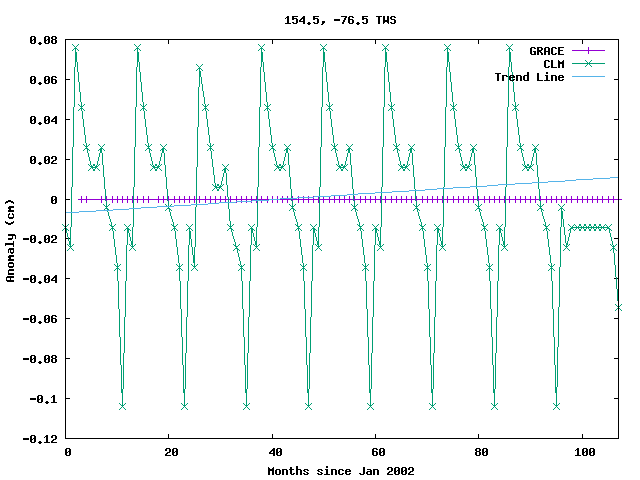 154.5, -76.5 TWS
0.08
0.06
0.04
0.02
0
-0.02
-0.04
-0.06
-0.08
-0.1
-0.12
Anomaly (cm)
GRACE
CLM
Trend Line
0 20 40 60 80 100
Months since Jan 2002